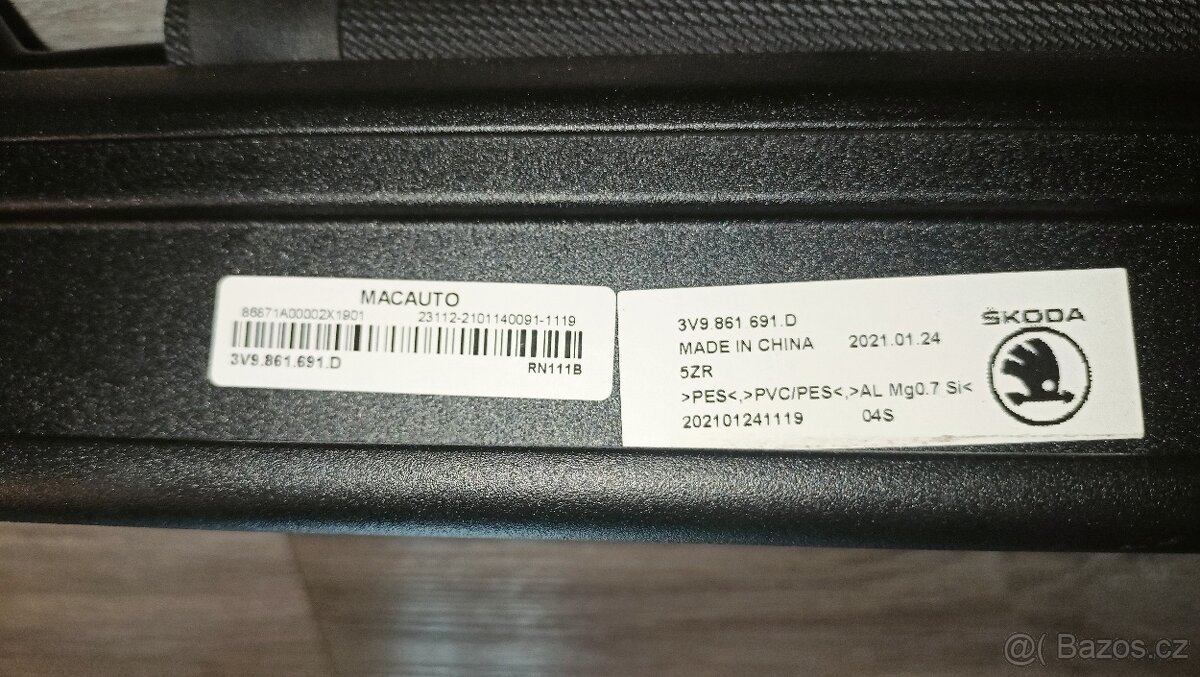 MACAUTO
86871A00002X1901 23112-2101140091-1119
3V9.861.691.D RN111B
3V9.861.691.D
MADE IN CHINA 2021.01.24
5ZR
>PES<,>PVC/PES<,>AL Mg0.7 Si<
202101241119 04S
ŠKODA
@( Bazos.cz